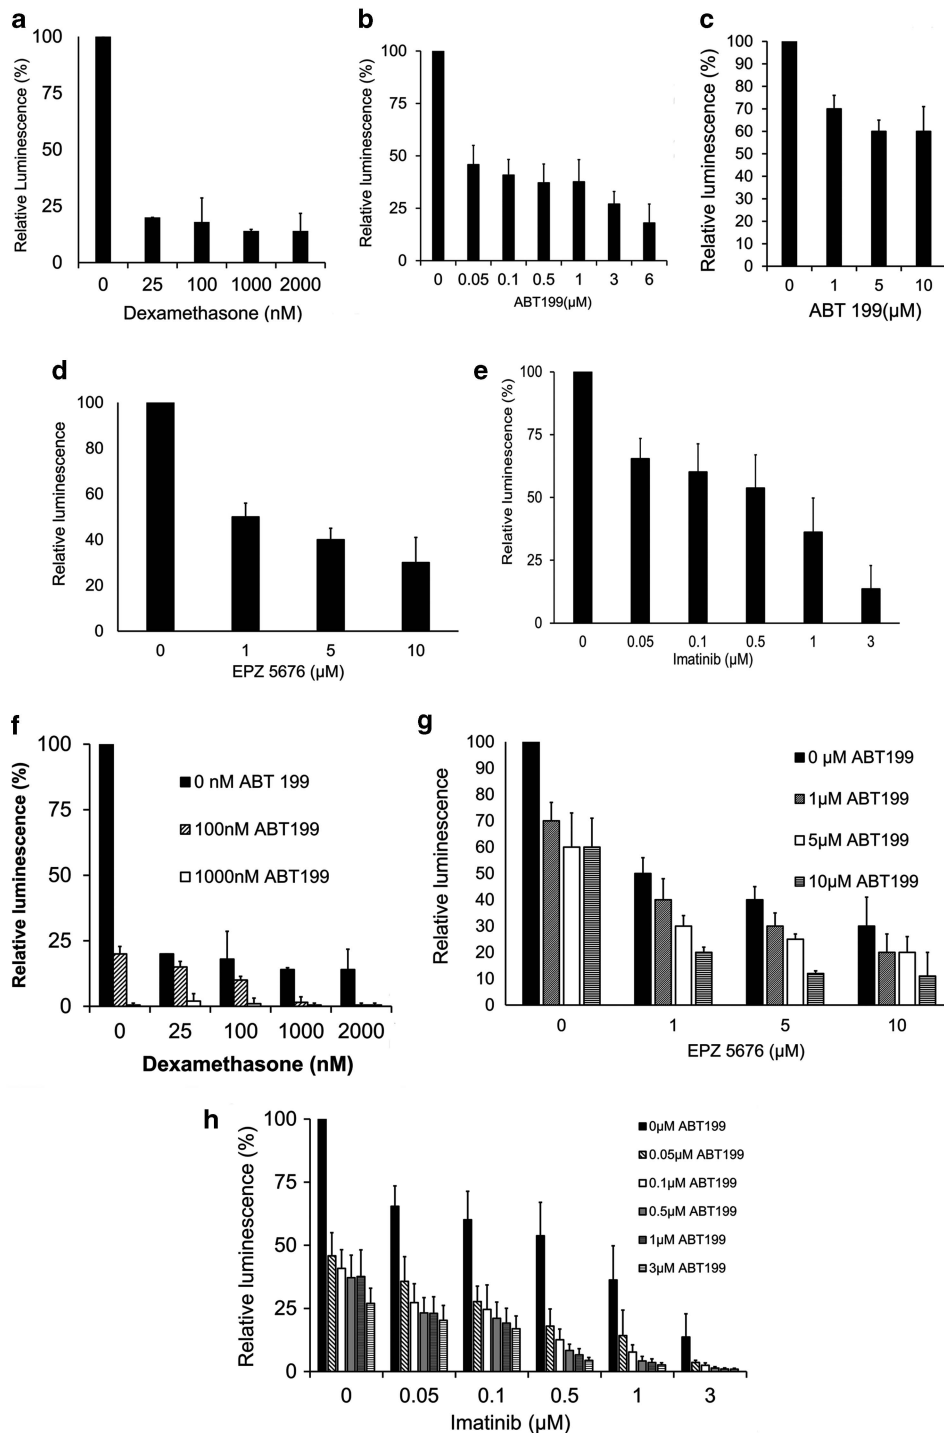 a
100
75
50
25
0
Relative Luminescence (%)
0 25 100 1000 2000
Dexamethasone (nM)
b
100
75
50
25
0
Relative luminescence (%)
0 0.05 0.1 0.5 1 3 6
ABT199(µM)
c
100
90
80
70
60
50
40
30
20
10
0
Relative luminescence (%)
0 1 5 10
ABT 199(µM)
d
100
80
60
40
20
0
Relative luminescence
0 1 5 10
EPZ 5676 (µM)
e
100
75
50
25
0
Relative luminescence (%)
0 0.05 0.1 0.5 1 3
Imatinib (µM)
f
100
75
50
25
0
Relative luminescence (%)
0 nM ABT 199
100nM ABT199
1000nM ABT199
0 25 100 1000 2000
Dexamethasone (nM)
g
100
90
80
70
60
50
40
30
20
10
0
Relative luminescence
0 µM ABT199
1µM ABT199
5µM ABT199
10µM ABT199
0 1 5 10
EPZ 5676 (µM)
h
100
75
50
25
0
Relative luminescence (%)
0µM ABT199
0.05µM ABT199
0.1µM ABT199
0.5µM ABT199
1µM ABT199
3µM ABT199
0 0.05 0.1 0.5 1 3
Imatinib (µM)